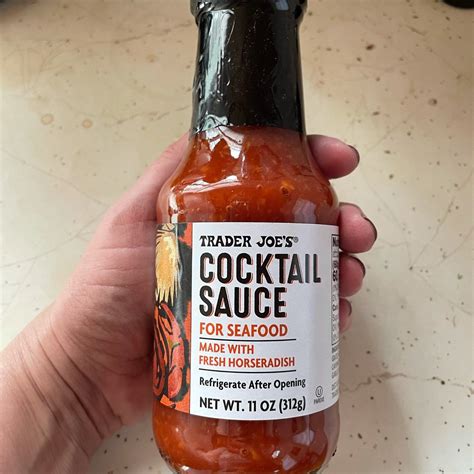 TRADER JOE'S®
COCKTAIL
SAUCE
FOR SEAFOOD
MADE WITH
FRESH HORSERADISH
Refrigerate After Opening
NET WT. 11 OZ (312g)